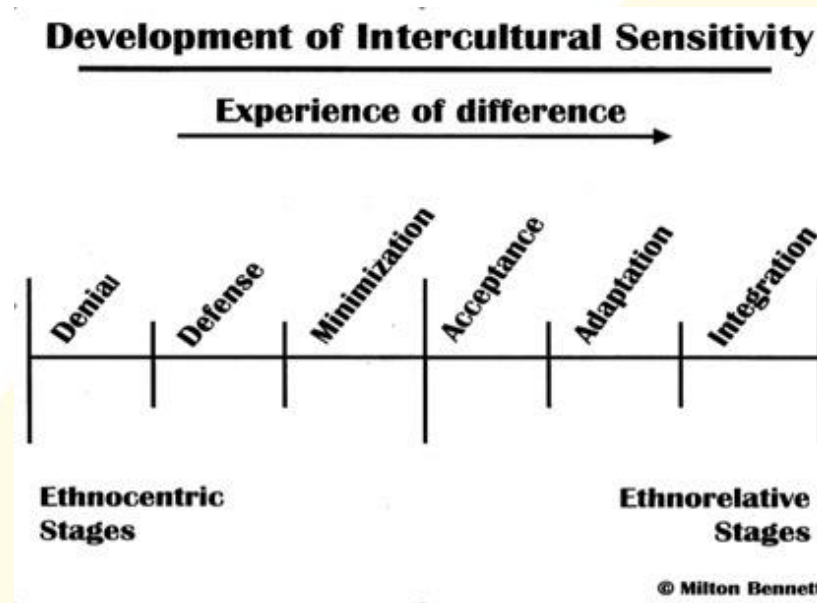 Development of Intercultural Sensitivity
Experience of difference
Denial
Defense
Minimization
Acceptance
Adaptation
Integration
Ethnocentric
Stages
Ethnorelative
Stages
© Milton Bennett